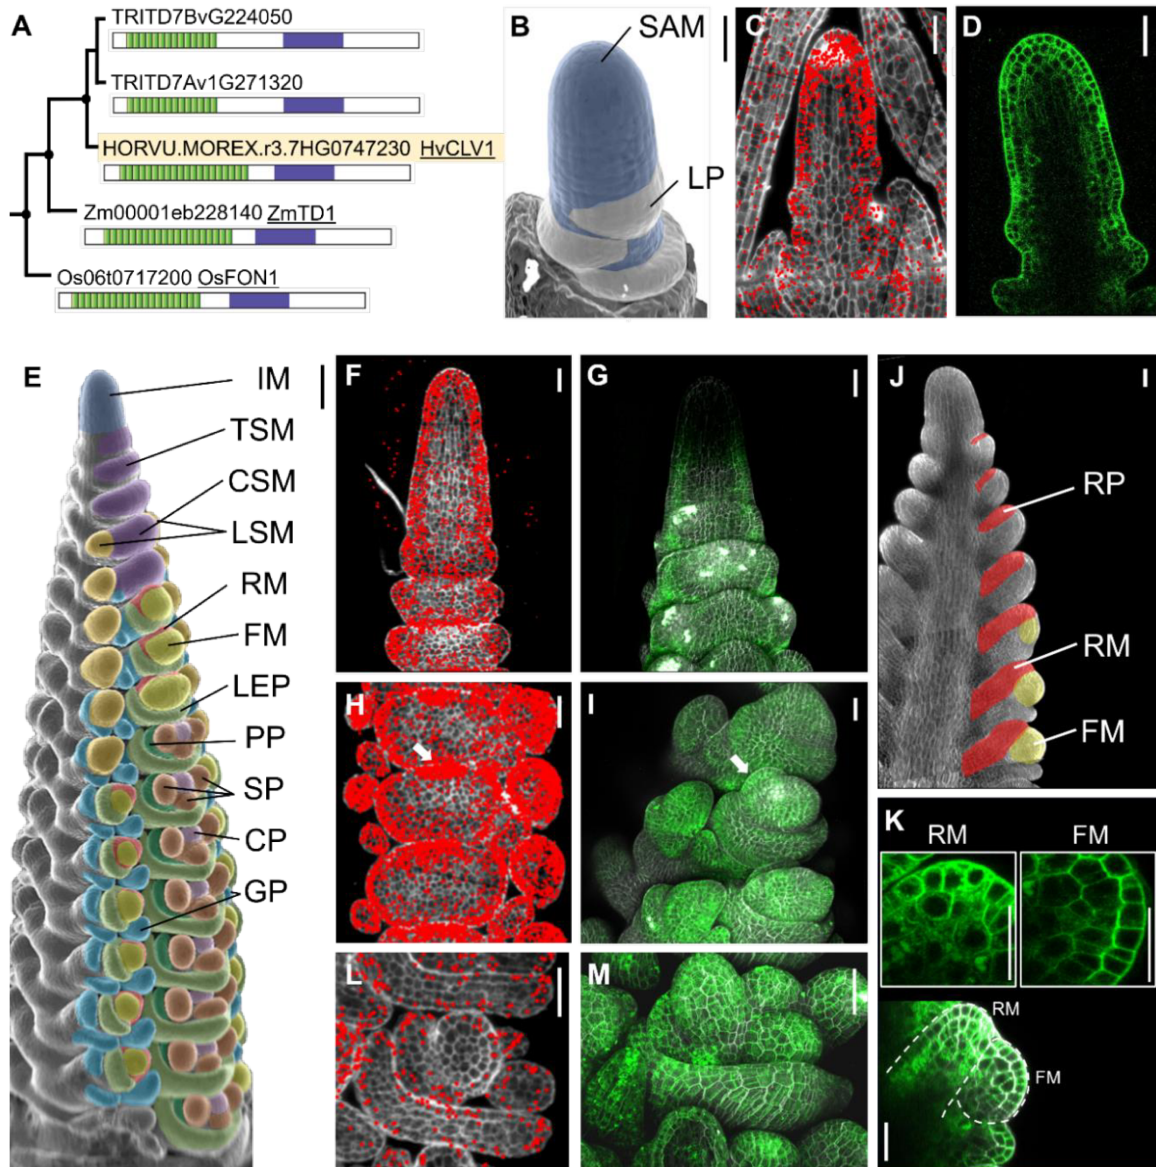 A
TRITD7BvG224050
TRITD7Av1G271320
HORVU.MOREX.r3.7HG0747230 HvCLV1
Zm00001eb228140 ZmTD1
Os06t0717200 OsFON1
B
SAM
LP
C
D
E
IM
TSM
CSM
LSM
RM
FM
LEP
PP
SP
CP
GP
F
G
H
I
J
RP
RM
FM
K
RM
FM
RM
FM
L
M